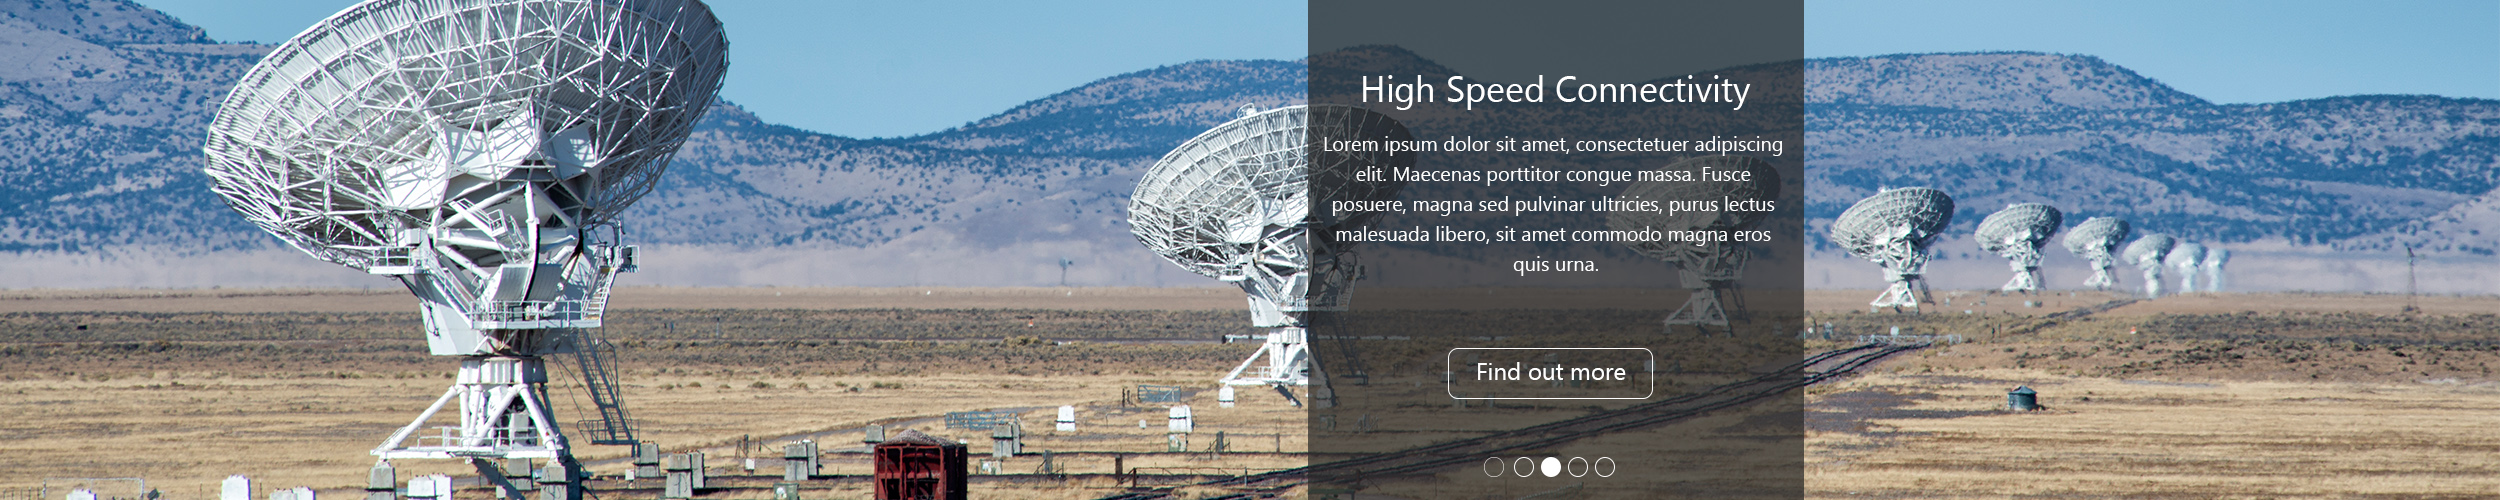 High Speed Connectivity
Lorem ipsum dolor sit amet, consectetuer adipiscing
elit. Maecenas porttitor congue massa. Fusce
posuere, magna sed pulvinar ultricies, purus lectus
malesuada libero, sit amet commodo magna eros
quis urna.
Find out more